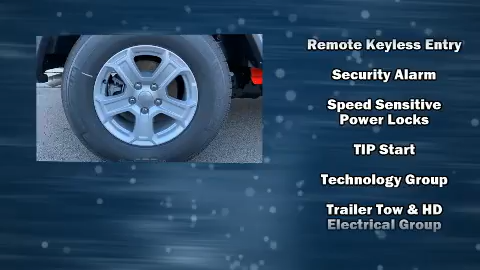 Remote Keyless Entry
Security Alarm
Speed Sensitive
Power Locks
TIP Start
Technology Group
Trailer Tow & HD
Electrical Group